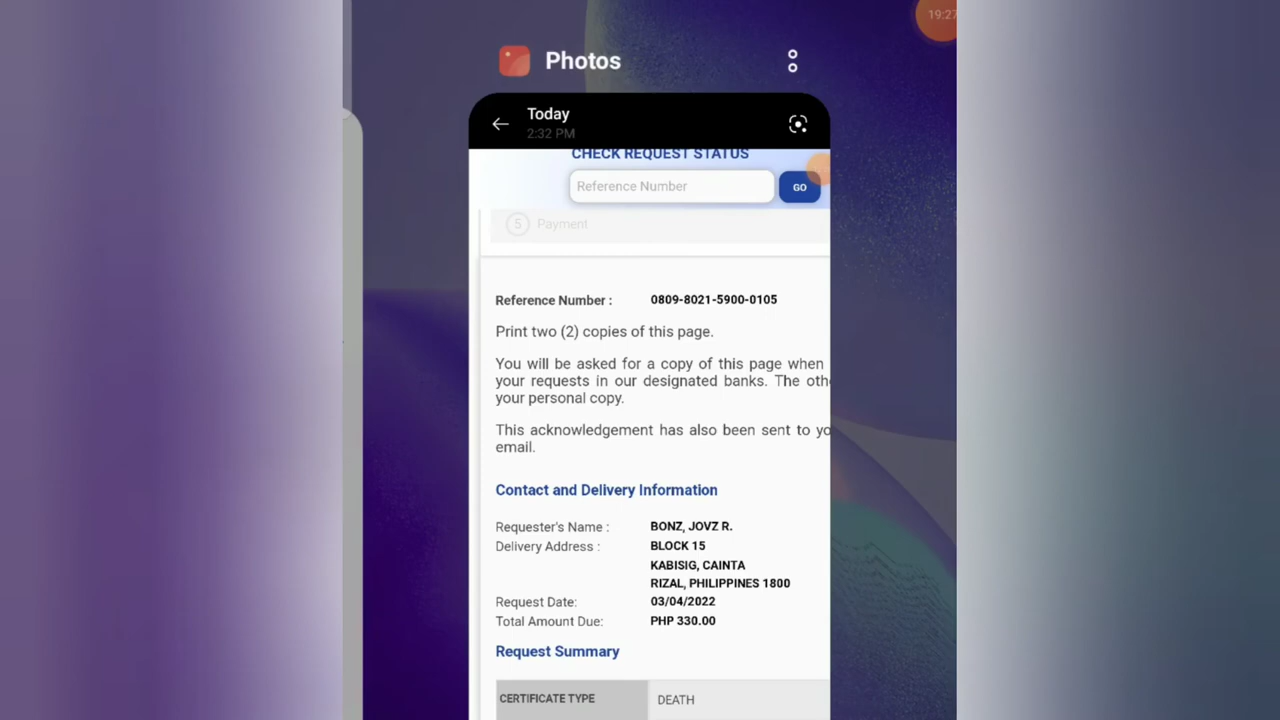 19:27
Photos
Today
2:32 PM
CHECK REQUEST STATUS
Reference Number
GO
5 Payment
Reference Number : 0809-8021-5900-0105
Print two (2) copies of this page.
You will be asked for a copy of this page when
your requests in our designated banks. The oth
your personal copy.
This acknowledgement has also been sent to yo
email.
Contact and Delivery Information
Requester's Name : BONZ, JOVZ R.
Delivery Address : BLOCK 15
KABISIG, CAINTA
RIZAL, PHILIPPINES 1800
Request Date: 03/04/2022
Total Amount Due: PHP 330.00
Request Summary
CERTIFICATE TYPE DEATH